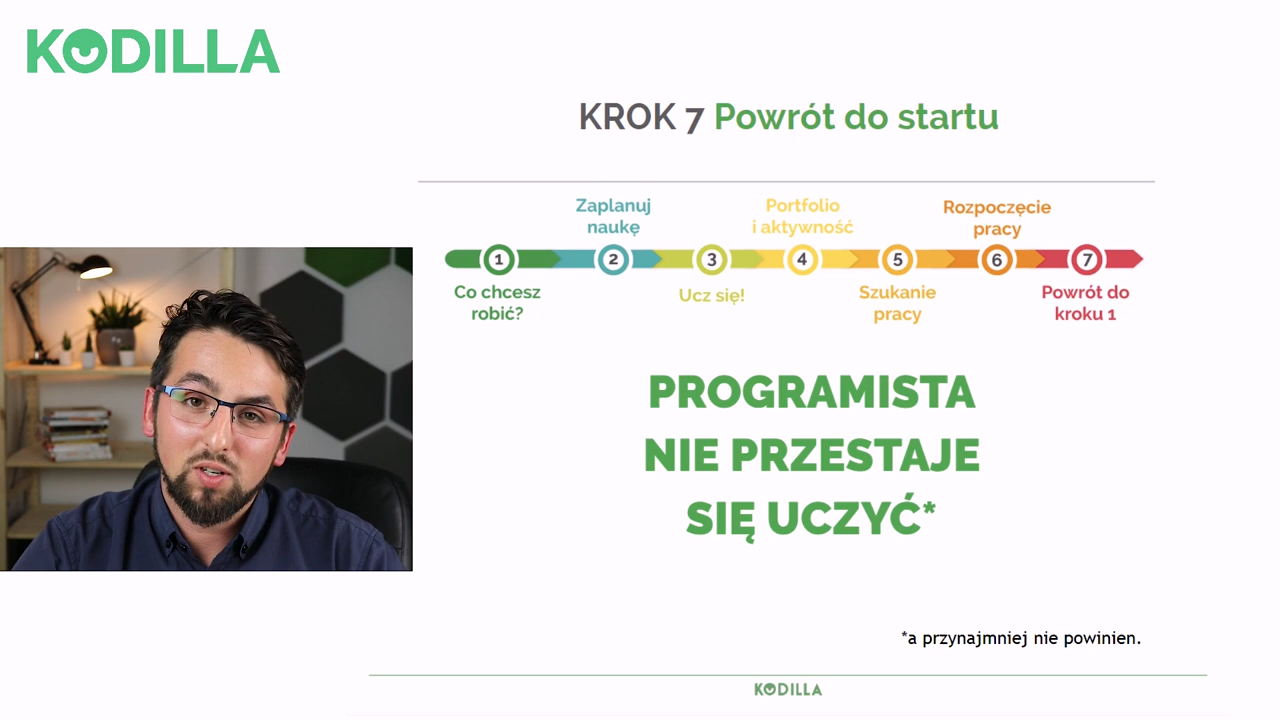 KODILLA
KROK 7 Powrót do startu
Zaplanuj
naukę
Portfolio
i aktywność
Rozpoczęcie
pracy
1 2 3 4 5 6 7
Co chcesz
robić?
Ucz się!
Szukanie
pracy
Powrót do
kroku 1
PROGRAMISTA
NIE PRZESTAJE
SIĘ UCZYĆ*
*a przynajmniej nie powinien.
KODILLA